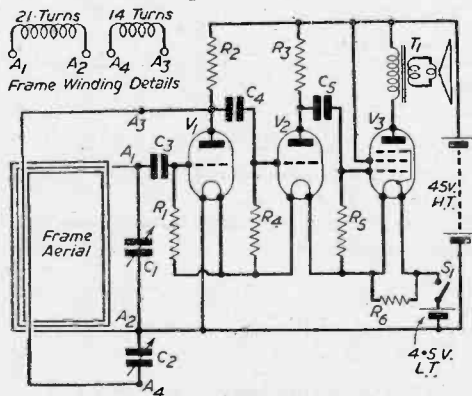 21 Turns 14 Turns
A1 A2 A4 A3
Frame Winding Details
R2
R3
C4
C5
T1
A3
V1
V2
V3
A1
C3
R1
R4
R5
45V
H.T.
Frame
Aerial
C1
A2
R6
S1
C2
A4
4·5 V.
L.T.